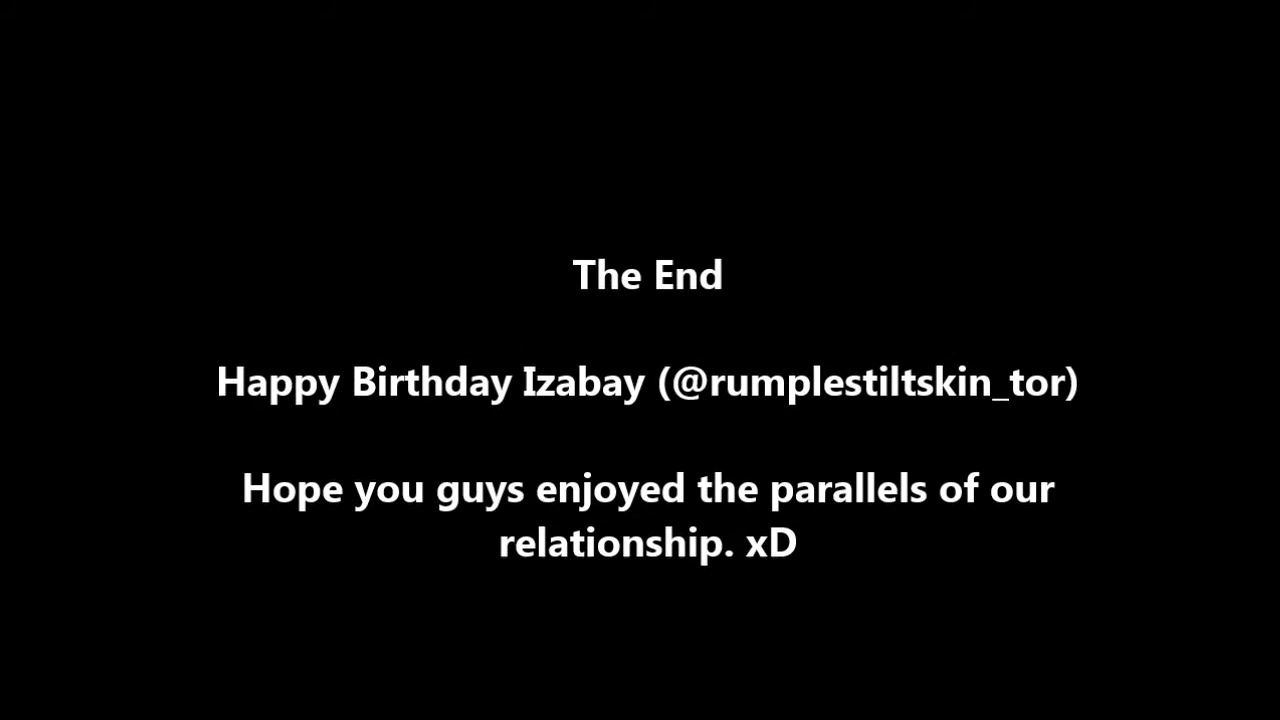 The End
Happy Birthday Izabay (@rumplestiltskin_tor)
Hope you guys enjoyed the parallels of our
relationship. xD